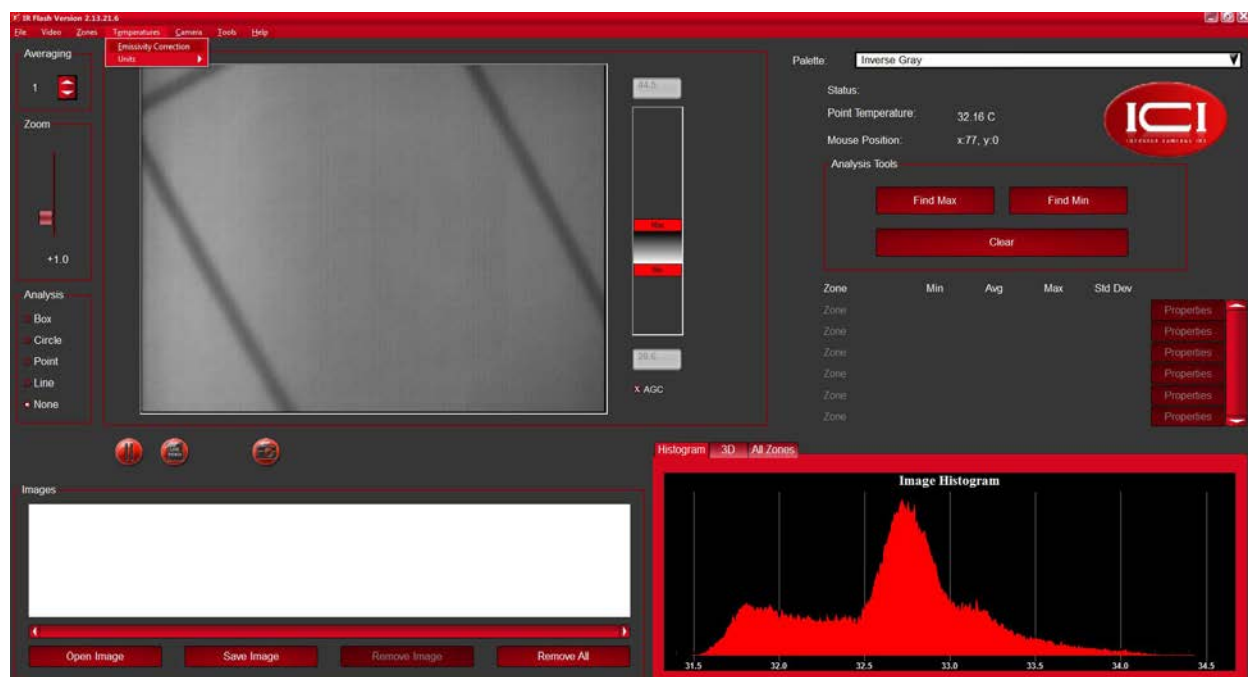 IR Flash Version 2.13.21.6
File Video Zones Temperatures Camera Tools Help
Emissivity Correction
Units
Averaging
1
Zoom
+1.0
Analysis
Box
Circle
Point
Line
None
Max
Min
X AGC
Palette: Inverse Gray
Status:
Point Temperature: 32.16 C
Mouse Position: x:77, y:0
ICI
INFRARED CAMERAS INC
Analysis Tools
Find Max Find Min
Clear
Zone Min Avg Max Std Dev
Zone Properties
Zone Properties
Zone Properties
Zone Properties
Zone Properties
Zone Properties
Images
Open Image Save Image Remove Image Remove All
Histogram 3D All Zones
Image Histogram
31.5 32.0 32.5 33.0 33.5 34.0 34.5